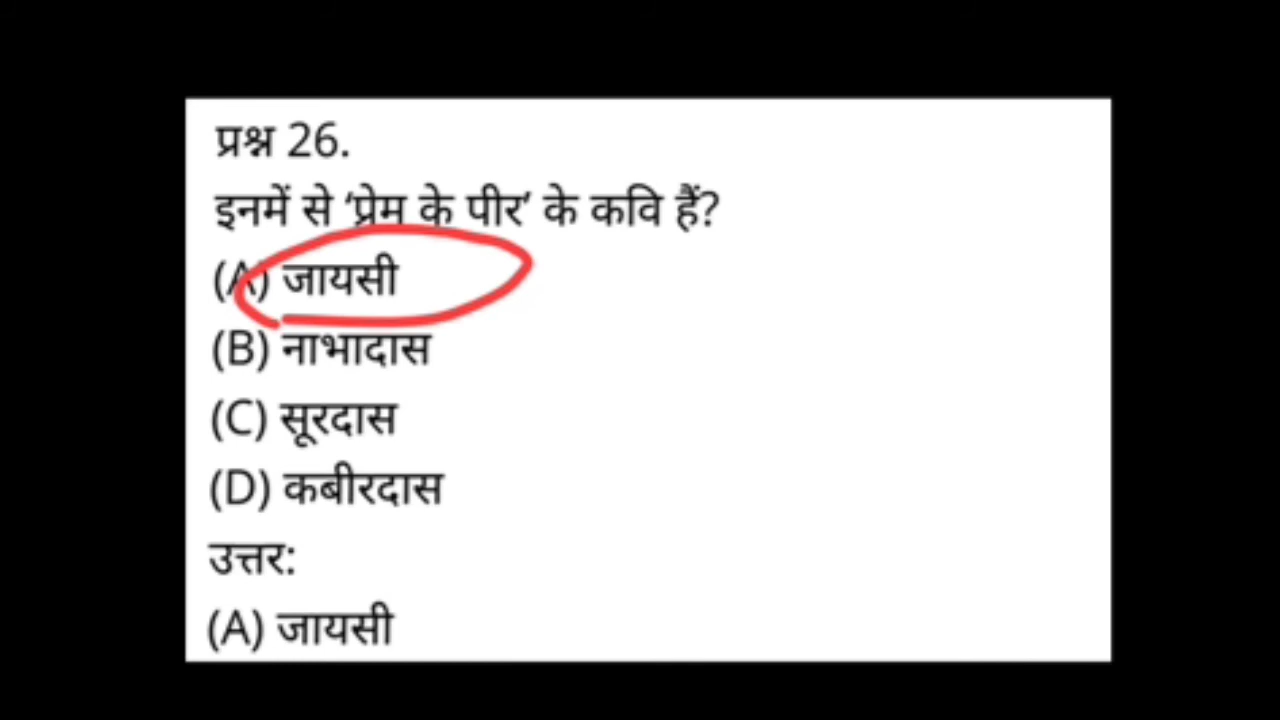 प्रश्न 26.
इनमें से ‘प्रेम के पीर’ के कवि हैं?
(A) जायसी
(B) नाभादास
(C) सूरदास
(D) कबीरदास
उत्तर:
(A) जायसी